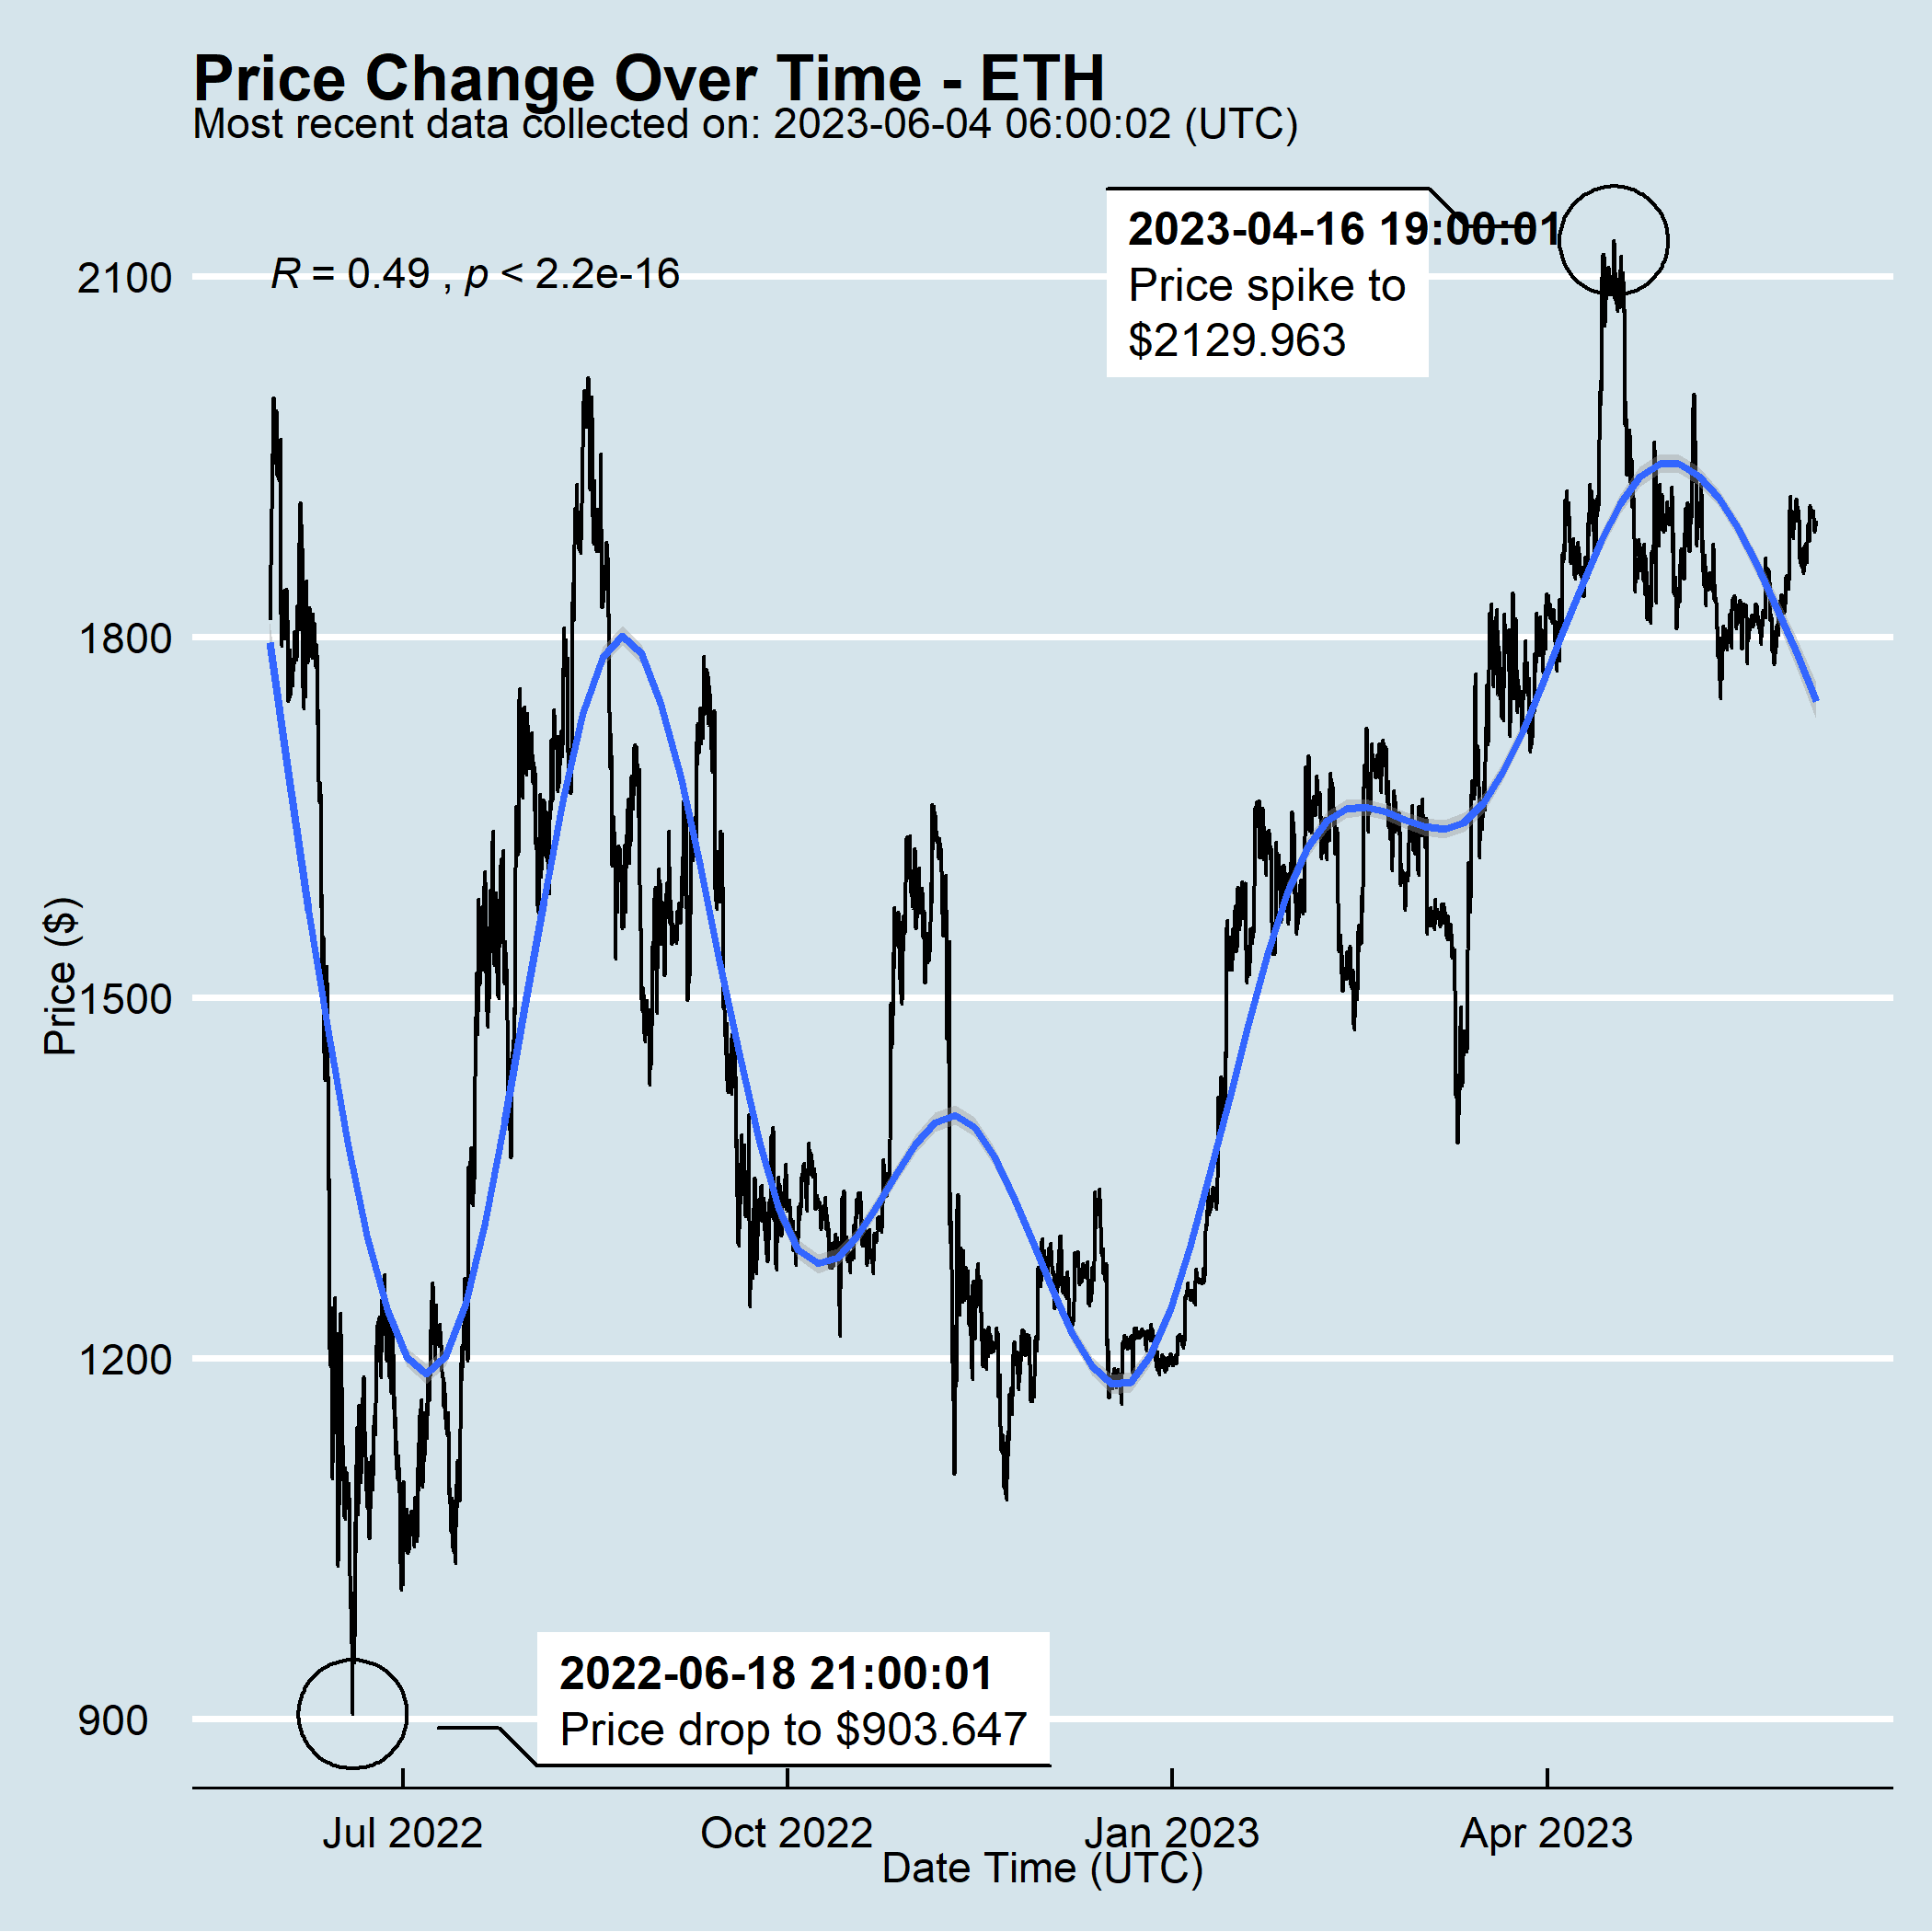 Price Change Over Time - ETH
Most recent data collected on: 2023-06-04 06:00:02 (UTC)
2023-04-16 19:00:01
Price spike to
$2129.963
R = 0.49 , p < 2.2e-16
2100
1800
1500
1200
900
Price ($)
2022-06-18 21:00:01
Price drop to $903.647
Jul 2022
Oct 2022
Jan 2023
Apr 2023
Date Time (UTC)